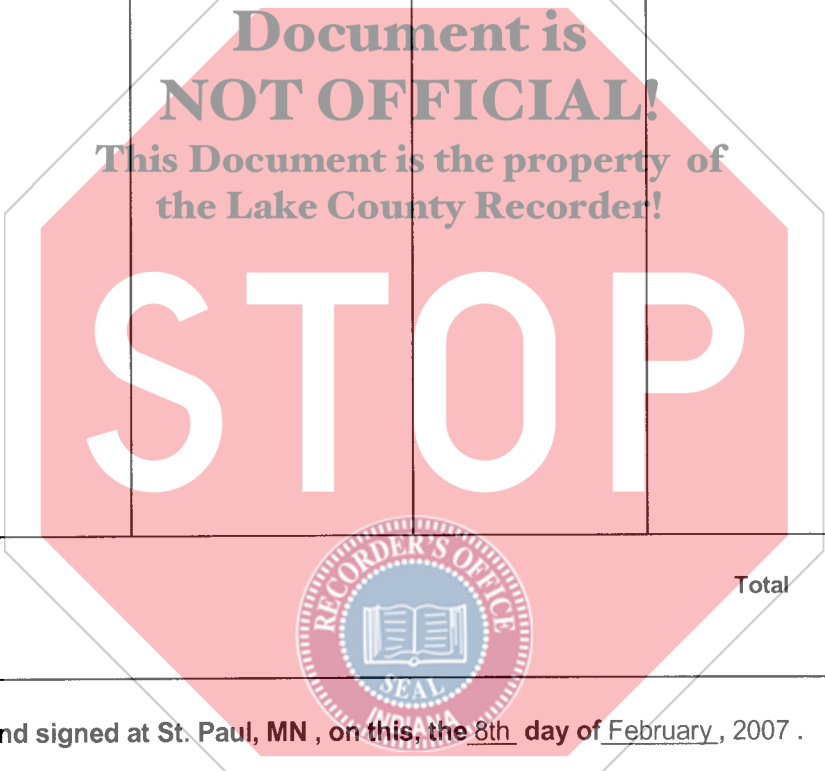 Document is
NOT OFFICIAL!
This Document is the property of
the Lake County Recorder!
STOP
RECORDER'S OFFICE
SEAL
INDIANA
Total
nd signed at St. Paul, MN , on this, the 8th day of February , 2007 .